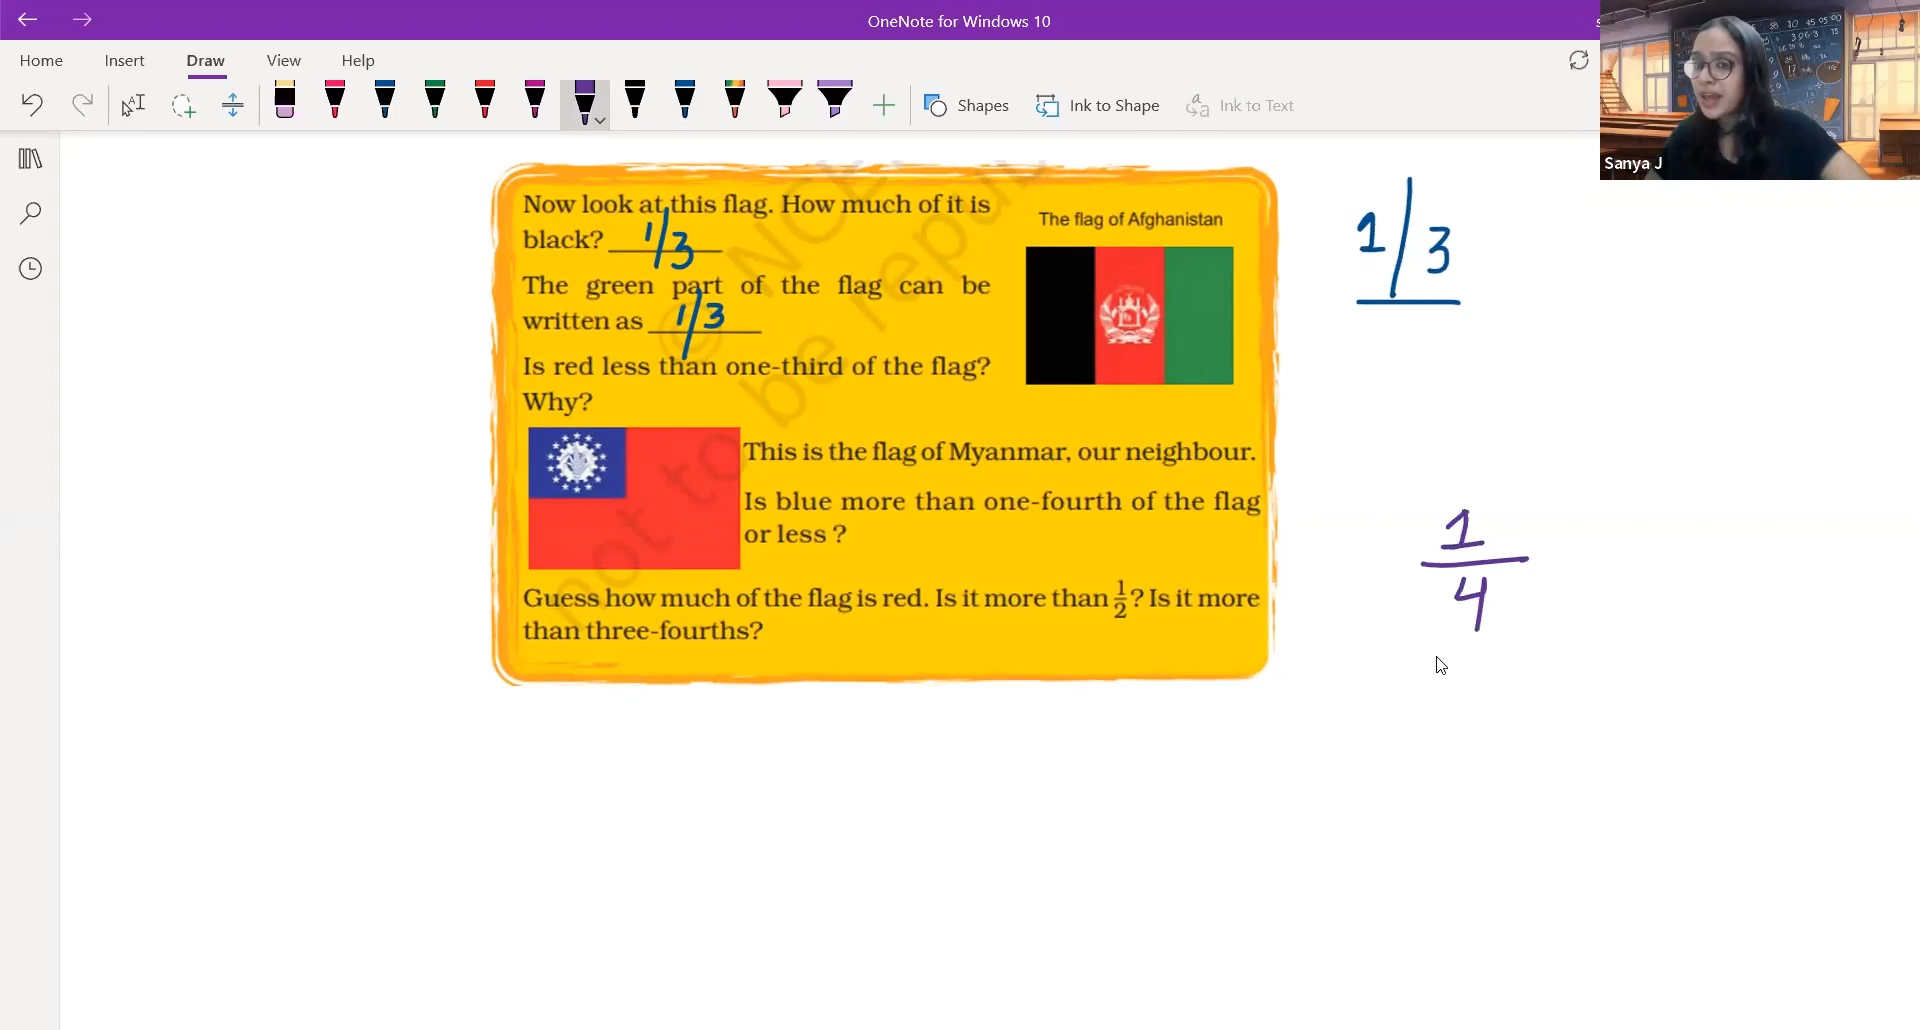 OneNote for Windows 10
Home Insert Draw View Help
Shapes Ink to Shape Ink to Text
Sanya J
Now look at this flag. How much of it is
black? 1/3
The green part of the flag can be
written as 1/3
Is red less than one-third of the flag?
Why?
The flag of Afghanistan
1/3
This is the flag of Myanmar, our neighbour.
Is blue more than one-fourth of the flag
or less ?
1
4
Guess how much of the flag is red. Is it more than 1/2? Is it more
than three-fourths?
not to be republ
© NCE